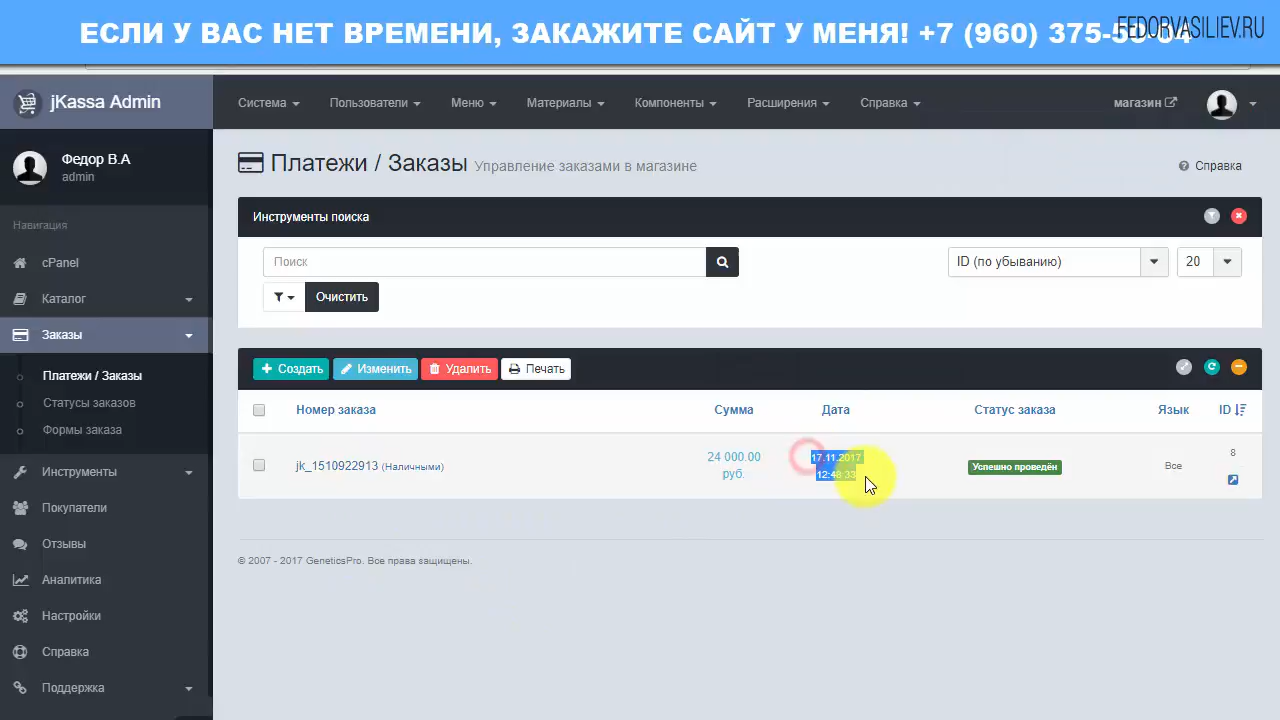 ЕСЛИ У ВАС НЕТ ВРЕМЕНИ, ЗАКАЖИТЕ САЙТ У МЕНЯ! +7 (960) 375-
FEDORVASILIEV.RU
jKassa Admin
Система
Пользователи
Меню
Материалы
Компоненты
Расширения
Справка
магазин
Федор В.А
admin
Платежи / Заказы Управление заказами в магазине
Справка
Навигация
Инструменты поиска
cPanel
Поиск
ID (по убыванию)
20
Каталог
Очистить
Заказы
Платежи / Заказы
Создать
Изменить
Удалить
Печать
Статусы заказов
Номер заказа
Сумма
Дата
Статус заказа
Язык
ID
Формы заказа
jk_1510922913 (Наличными)
24 000.00
руб.
17.11.2017
12:48:33
Успешно проведён
Все
8
Инструменты
Покупатели
Отзывы
© 2007 - 2017 GeneticsPro. Все права защищены.
Аналитика
Настройки
Справка
Поддержка